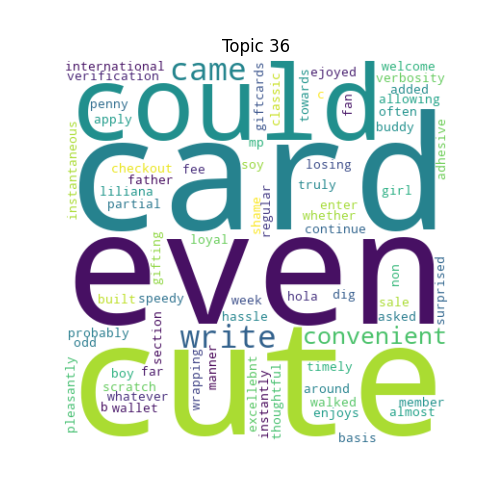 Topic 36
international
verification
came
giftcards
classic
towards
ejoyed
fan
welcome
verbosity
added
allowing
often
buddy
penny
apply
could
c
mp
adhesive
instantaneous
checkout
fee
father
liliana
partial
card
soy
losing
truly
girl
shame
regular
enter
whether
continue
loyal
gifting
even
non
surprised
built
speedy
week
hola
dig
sale
hassle
asked
probably
odd
section
write
convenient
pleasantly
boy
far
scratch
whatever
b
wallet
wrapping
manner
cute
excellebnt
instantly
thoughtful
timely
around
walked
enjoys
member
almost
basis